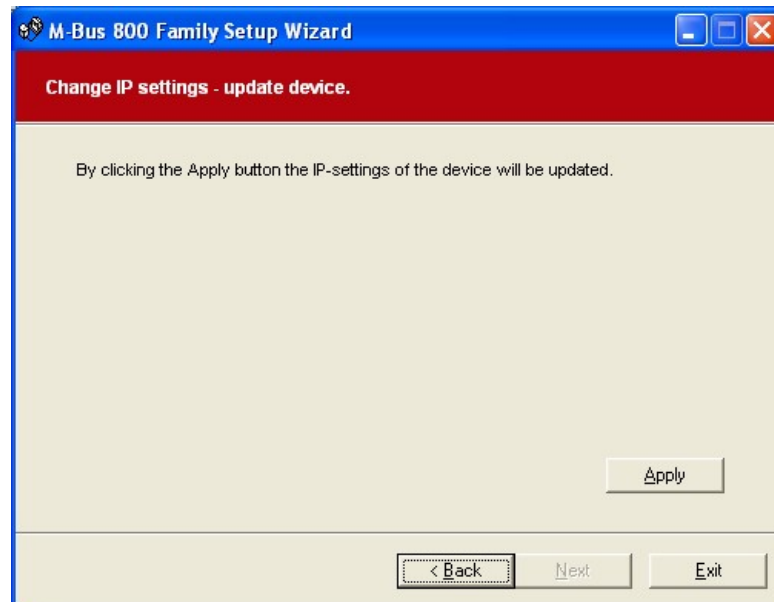 M-Bus 800 Family Setup Wizard
Change IP settings - update device.
By clicking the Apply button the IP-settings of the device will be updated.
Apply
< Back Next Exit